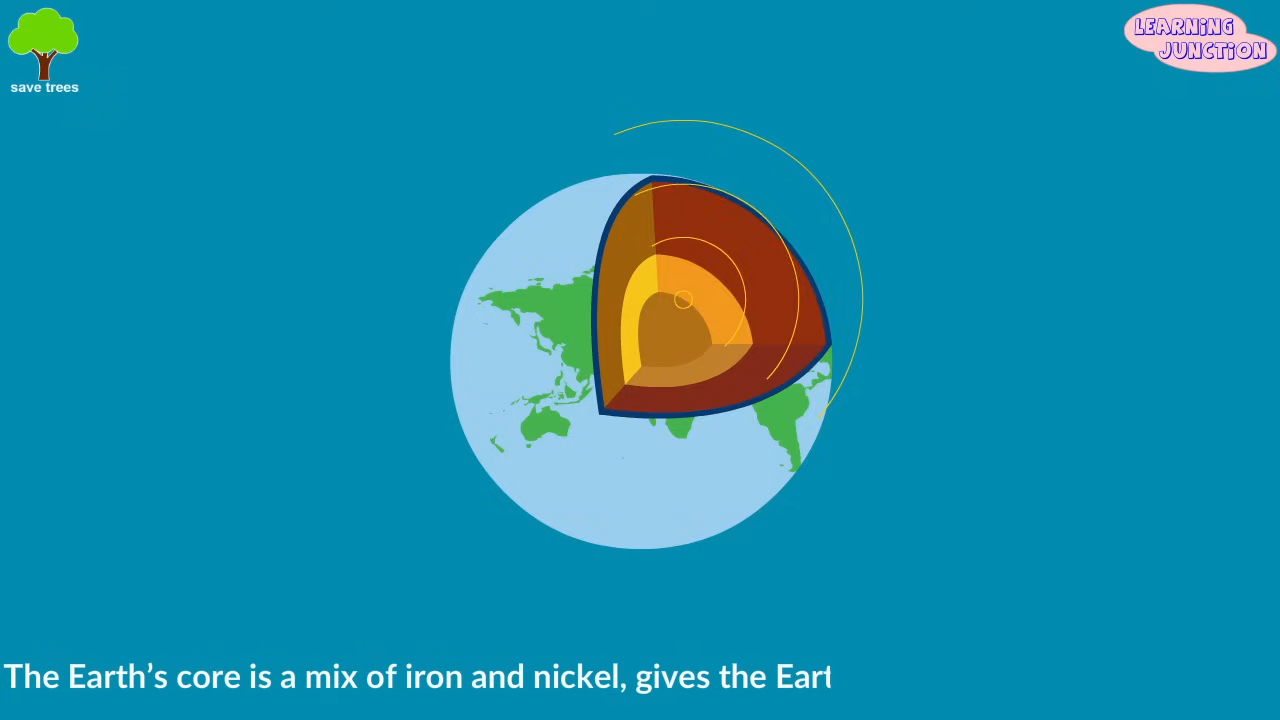 LEARNING
JUNCTION
save trees
The Earth's core is a mix of iron and nickel, gives the Eart